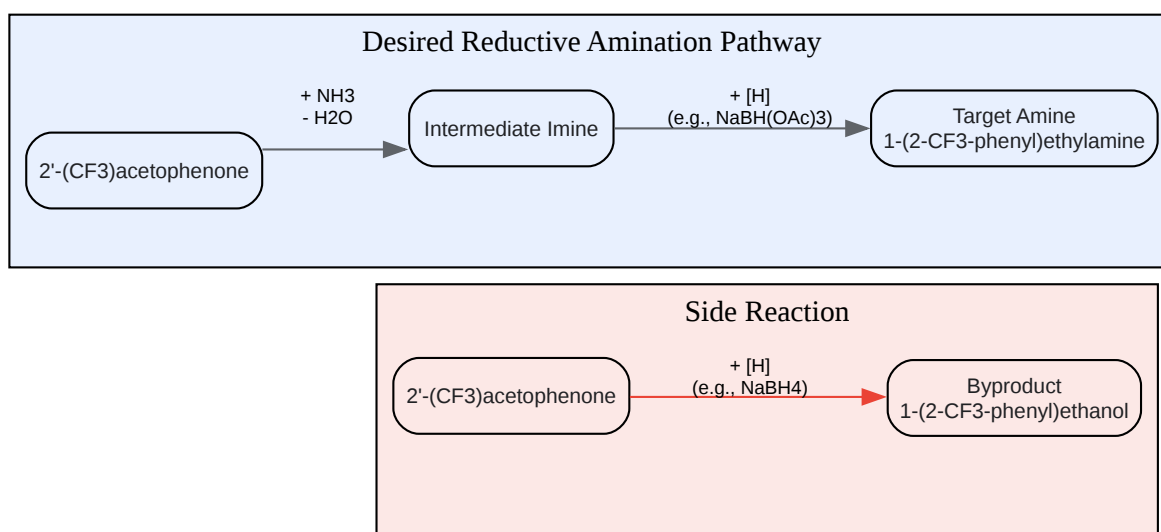 Desired Reductive Amination Pathway
+ NH3
- H2O
+ [H]
(e.g., NaBH(OAc)3)
2'-(CF3)acetophenone
Intermediate Imine
Target Amine
1-(2-CF3-phenyl)ethylamine
Side Reaction
2'-(CF3)acetophenone
+ [H]
(e.g., NaBH4)
Byproduct
1-(2-CF3-phenyl)ethanol